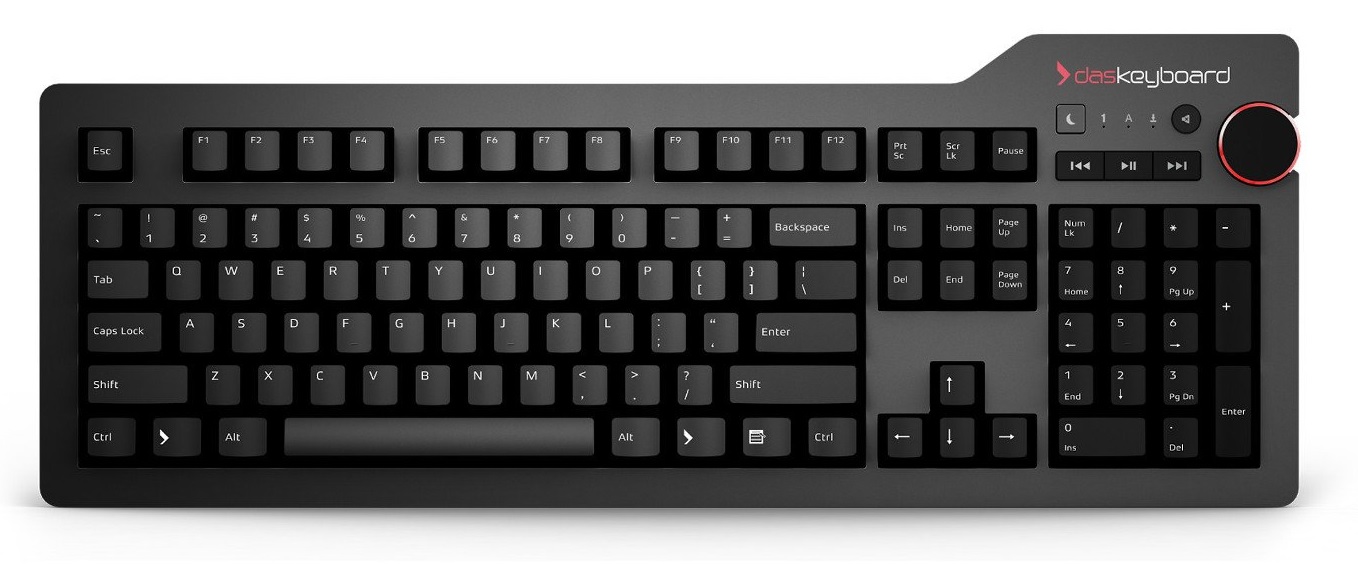 daskeyboard
1 A
Esc F1 F2 F3 F4 F5 F6 F7 F8 F9 F10 F11 F12 Prt Sc Scr Lk Pause
~ ! @ # $ % ^ & * ( ) — +
` 1 2 3 4 5 6 7 8 9 0 - = Backspace Ins Home Page Up Num Lk / * -
Tab Q W E R T Y U I O P { [ } ] ¦ \ Del End Page Down 7 Home 8 ↑ 9 Pg Up +
Caps Lock A S D F G H J K L : ; “ ‘ Enter 4 ← 5 6 →
Shift Z X C V B N M < , > . ? / Shift ↑ 1 End 2 ↓ 3 Pg Dn Enter
Ctrl Alt Alt Ctrl ← ↓ → 0 Ins . Del